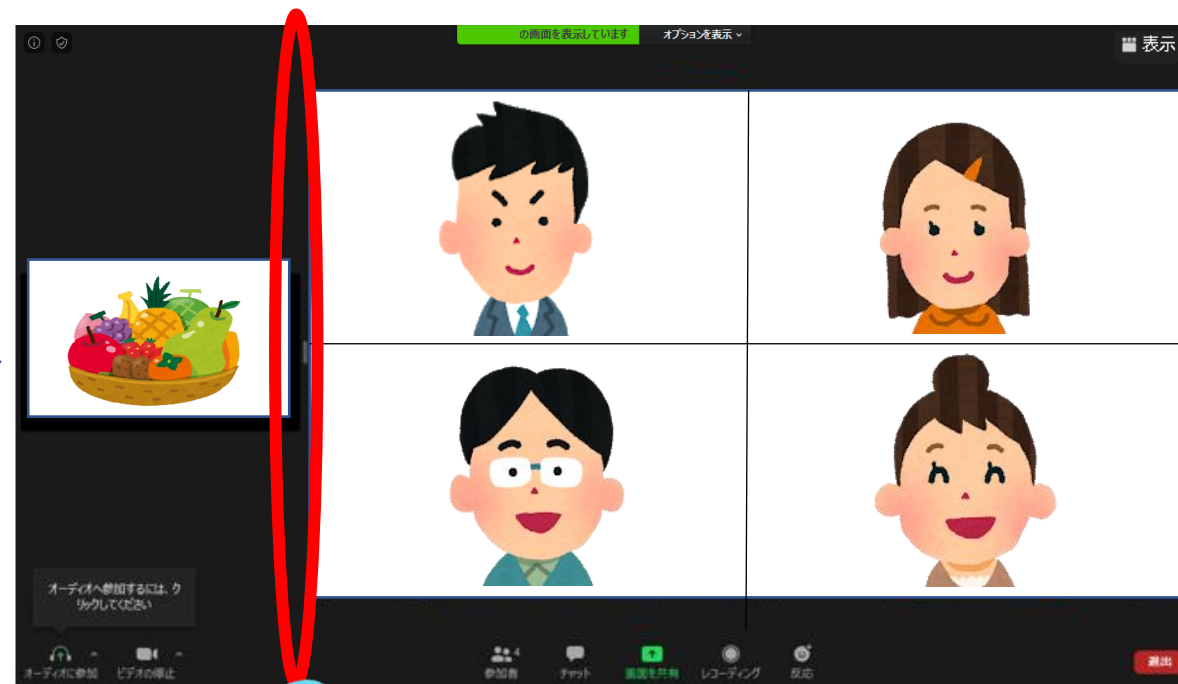 の画面を表示しています
オプションを表示
表示
オーディオへ参加するには、ク
リックしてください
オーディオに参加
ビデオの停止
4
参加者
チャット
画面を共有
レコーディング
反応
退出